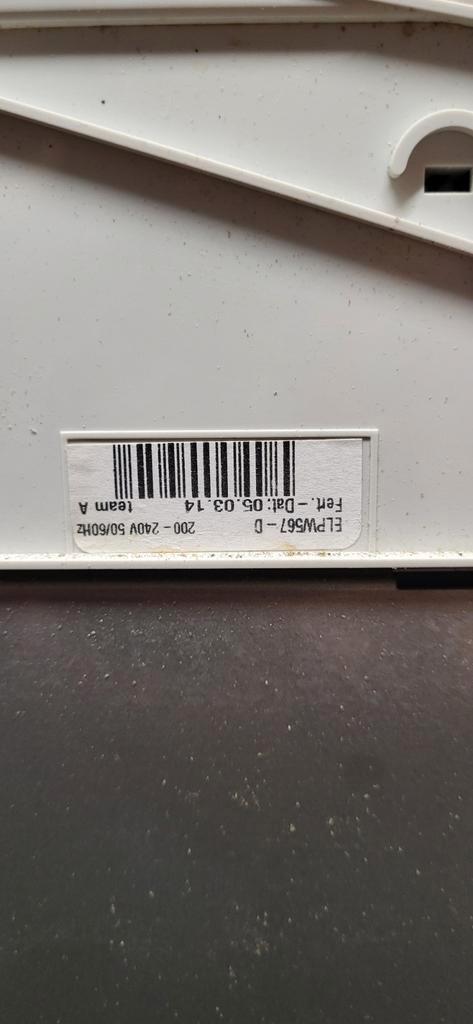 ELPW567-D 200-240V 50/60Hz
Fert.-Dat: 05.03.14 team A